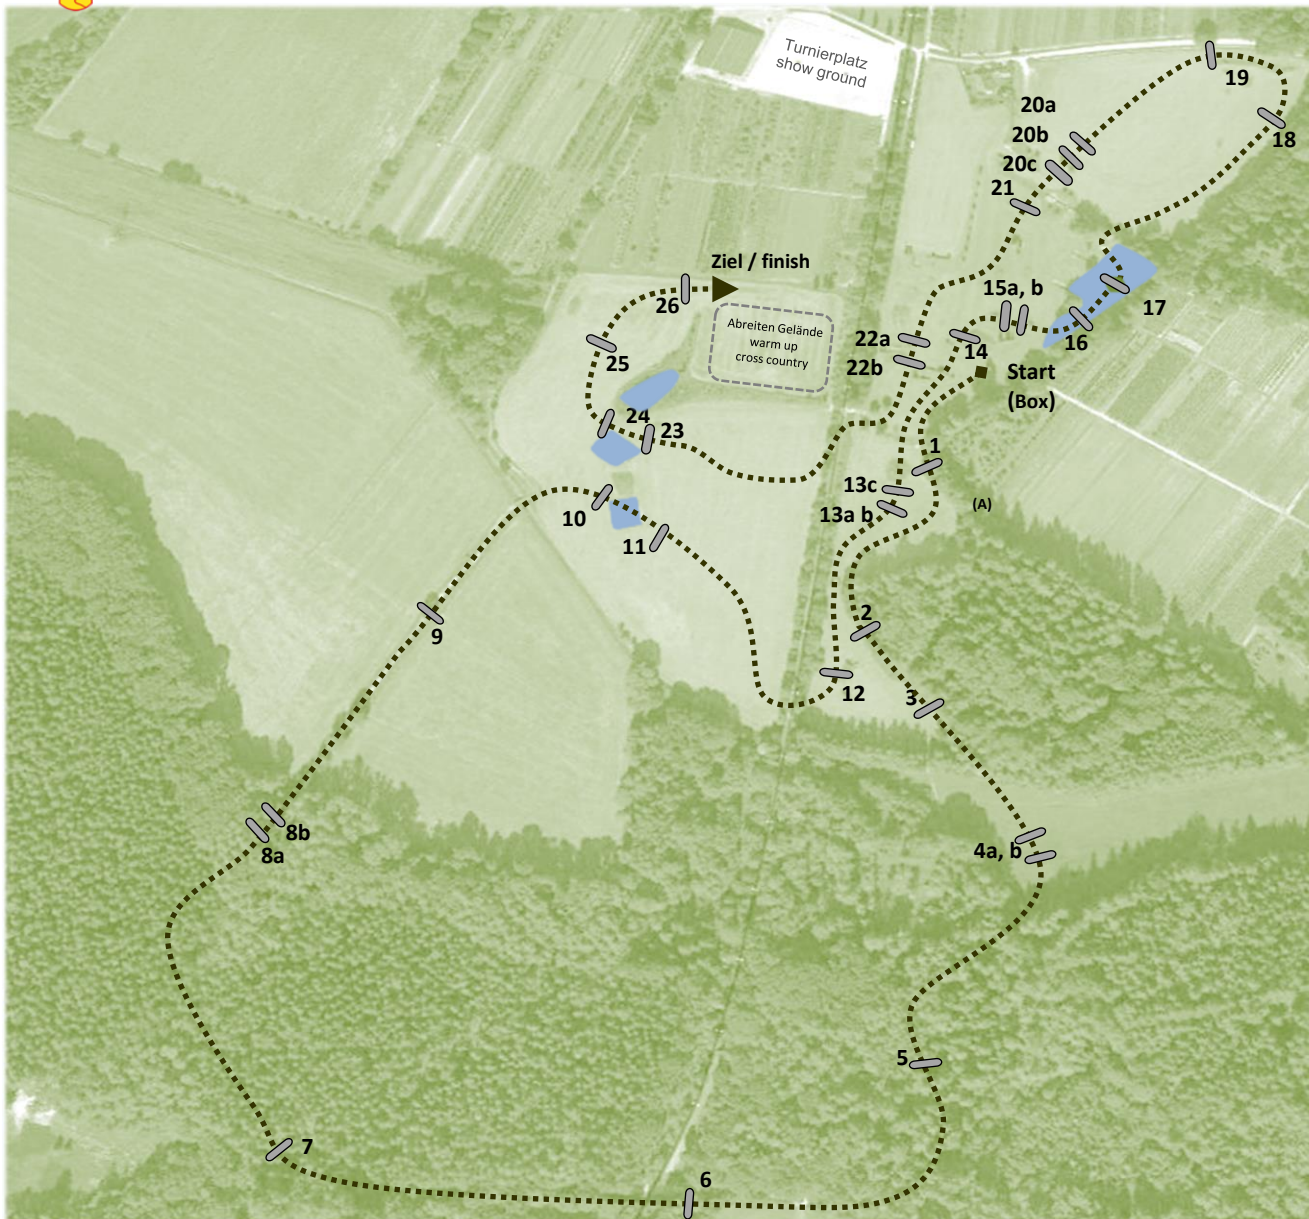 Turnierplatz
show ground
19
20a
18
20b
20c
21
Ziel / finish
15a, b
17
26
16
Abreiten Gelände
warm up
cross country
22a
14
25
22b
Start
(Box)
24
23
1
13c
(A)
10
13a b
11
2
9
12
3
8b
4a, b
8a
5
7
6